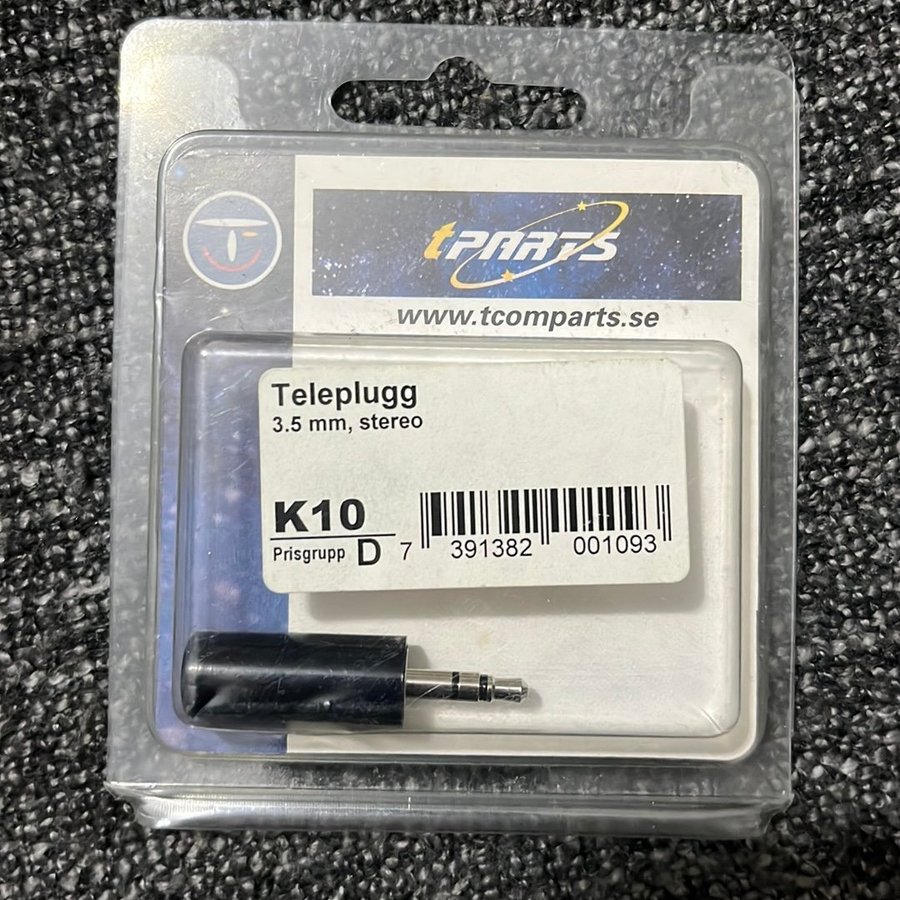 tPARTS
www.tcomparts.se
Teleplugg
3.5 mm, stereo
K10
Prisgrupp D
7 391382 001093